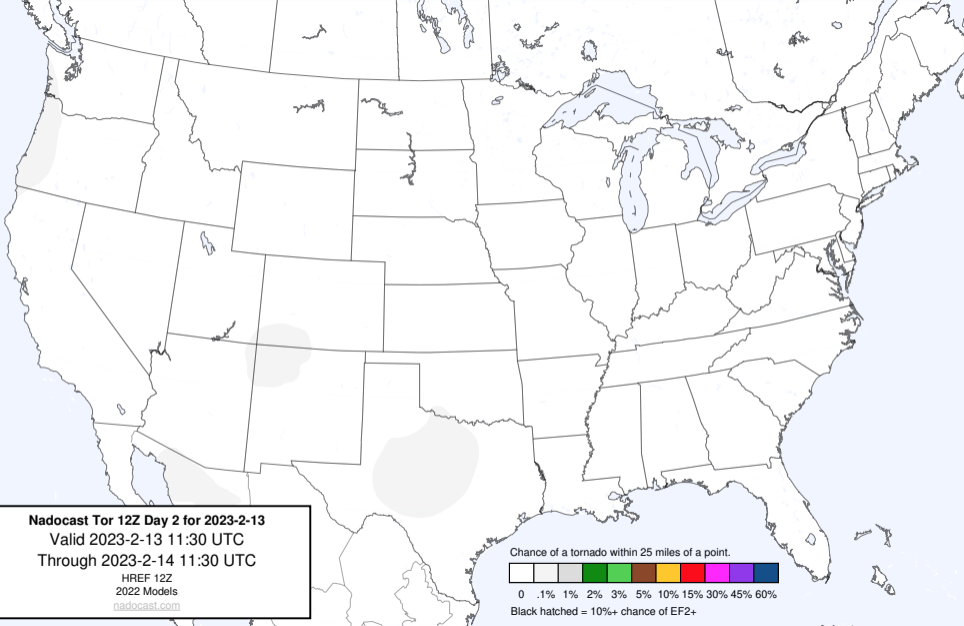 Nadocast Tor 12Z Day 2 for 2023-2-13
Valid 2023-2-13 11:30 UTC
Through 2023-2-14 11:30 UTC
HREF 12Z
2022 Models
nadocast.com
Chance of a tornado within 25 miles of a point.
0 .1% 1% 2% 3% 5% 10% 15% 30% 45% 60%
Black hatched = 10%+ chance of EF2+